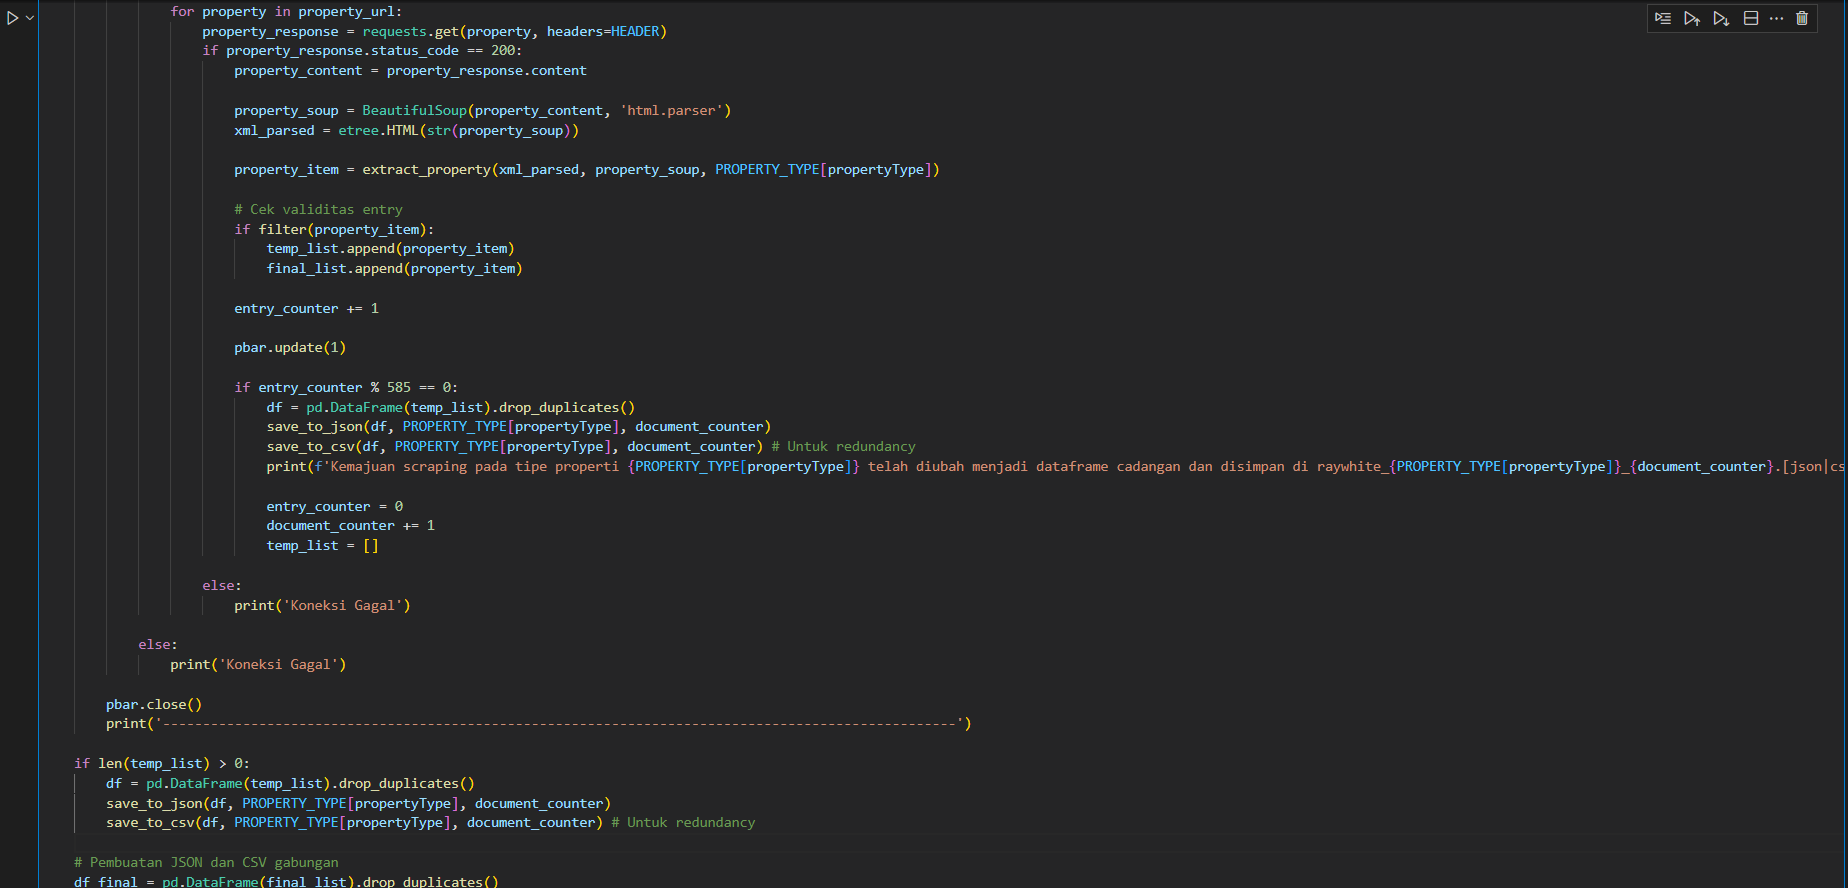 for property in property_url:
property_response = requests.get(property, headers=HEADER)
if property_response.status_code == 200:
property_content = property_response.content
property_soup = BeautifulSoup(property_content, 'html.parser')
xml_parsed = etree.HTML(str(property_soup))
property_item = extract_property(xml_parsed, property_soup, PROPERTY_TYPE[propertyType])
# Cek validitas entry
if filter(property_item):
temp_list.append(property_item)
final_list.append(property_item)
entry_counter += 1
pbar.update(1)
if entry_counter % 585 == 0:
df = pd.DataFrame(temp_list).drop_duplicates()
save_to_json(df, PROPERTY_TYPE[propertyType], document_counter)
save_to_csv(df, PROPERTY_TYPE[propertyType], document_counter) # Untuk redundancy
print(f'Kemajuan scraping pada tipe properti {PROPERTY_TYPE[propertyType]} telah diubah menjadi dataframe cadangan dan disimpan di raywhite_{PROPERTY_TYPE[propertyType]}_{document_counter}.[json|cs
entry_counter = 0
document_counter += 1
temp_list = []
else:
print('Koneksi Gagal')
else:
print('Koneksi Gagal')
pbar.close()
print('---------------------------------------------------------------------------------------------------')
if len(temp_list) > 0:
df = pd.DataFrame(temp_list).drop_duplicates()
save_to_json(df, PROPERTY_TYPE[propertyType], document_counter)
save_to_csv(df, PROPERTY_TYPE[propertyType], document_counter) # Untuk redundancy
# Pembuatan JSON dan CSV gabungan
df_final = pd.DataFrame(final_list).drop_duplicates()